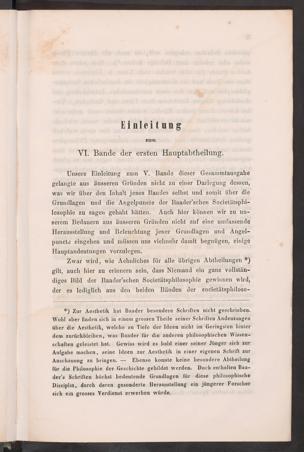 Einleitung
zum
VI. Bande der ersten Hauptabtheilung.
Unsere Einleitung zum V. Bande dieser Gesammtausgabe
gelangte aus äusseren Gründen nicht zu einer Darlegung dessen,
was wir über den Inhalt jenes Bandes selbst und somit über die
Grundlagen und die Angelpuncte der Baader'schen Societätsphi-
losophie zu sagen gehabt hätten. Auch hier können wir zu un-
serem Bedauern aus äusseren Gründen nicht auf eine umfassende
Herausstellung und Beleuchtung jener Grundlagen und Angel-
puncte eingehen und müssen uns vielmehr damit begnügen, einige
Hauptandeutungen vorzulegen.
Zwar wird, wie Aehnliches für alle übrigen Abtheilungen *)
gilt, auch hier zu erinnern sein, dass Niemand ein ganz vollstän-
diges Bild der Baader'schen Societätsphilosophie gewinnen wird,
der es lediglich aus den beiden Bänden der societätsphiloso-
*) Zur Aesthetik hat Baader besondere Schriften nicht geschrieben.
Wohl aber finden sich in einem grossen Theile seiner Schriften Andeutungen
über die Aesthetik, welche an Tiefe der Ideen nicht im Geringsten hinter
dem zurückbleiben, was Baader für die anderen philosophischen Wissen-
schaften geleistet hat. Gewiss wird es bald einer seiner Jünger sich zur
Aufgabe machen, seine Ideen zur Aesthetik in einer eigenen Schrift zur
Anschauung zu bringen. — Ebenso konnte keine besondere Abtheilung
für die Philosophie der Geschichte gebildet werden. Doch enthalten Baa-
der's Schriften höchst bedeutende Grundlagen für diese philosophische
Disciplin, durch deren gesonderte Herausstellung ein jüngerer Forscher
sich ein grosses Verdienst erwerben würde.